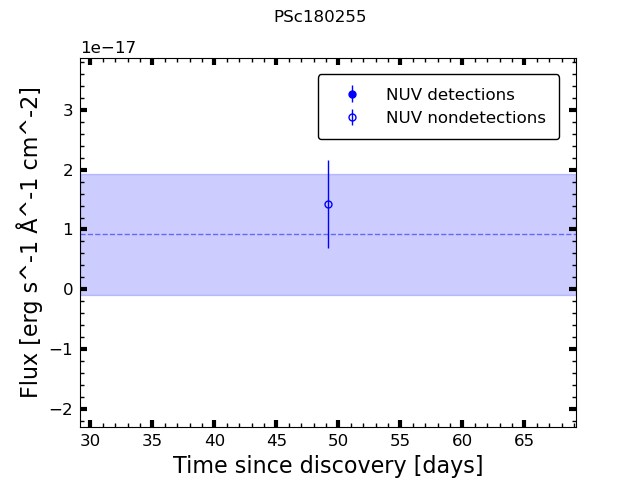 PSc180255
1e−17
NUV detections
NUV nondetections
3
2
1
0
−1
−2
Flux [erg s^-1 Å^-1 cm^-2]
30 35 40 45 50 55 60 65
Time since discovery [days]